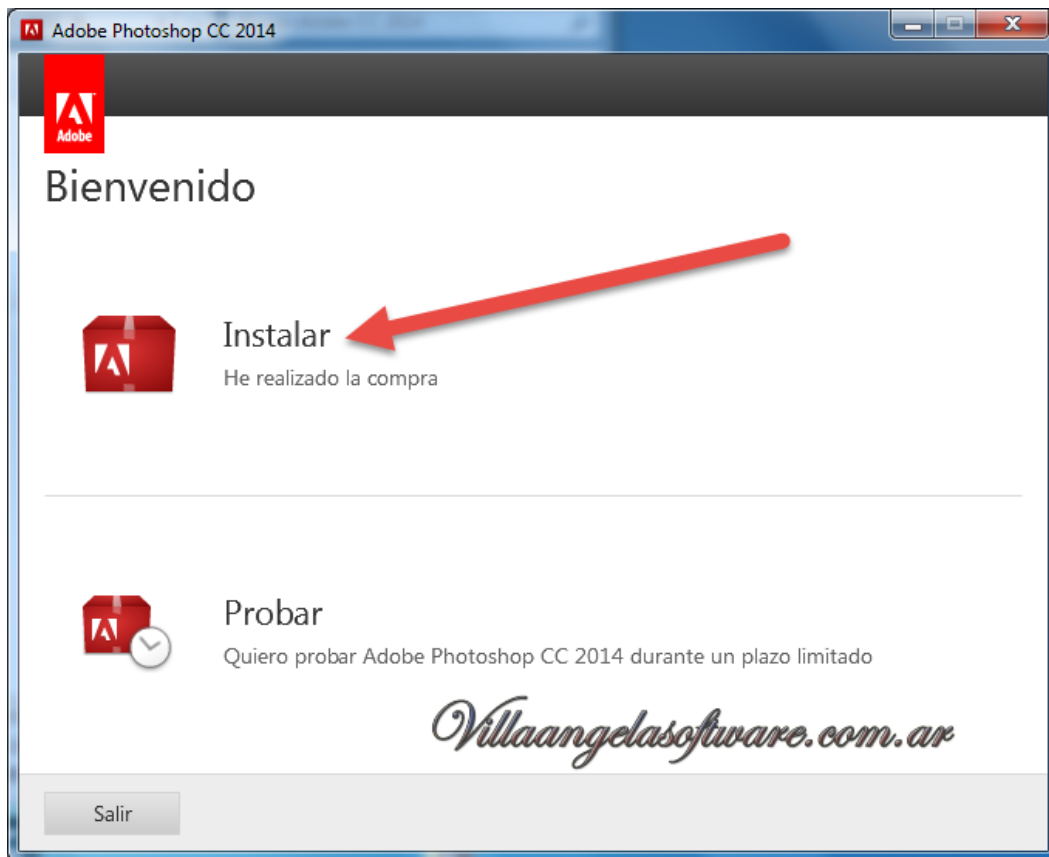 Adobe Photoshop CC 2014
Adobe
Bienvenido
Instalar
He realizado la compra
Probar
Quiero probar Adobe Photoshop CC 2014 durante un plazo limitado
Villaangelasoftware.com.ar
Salir